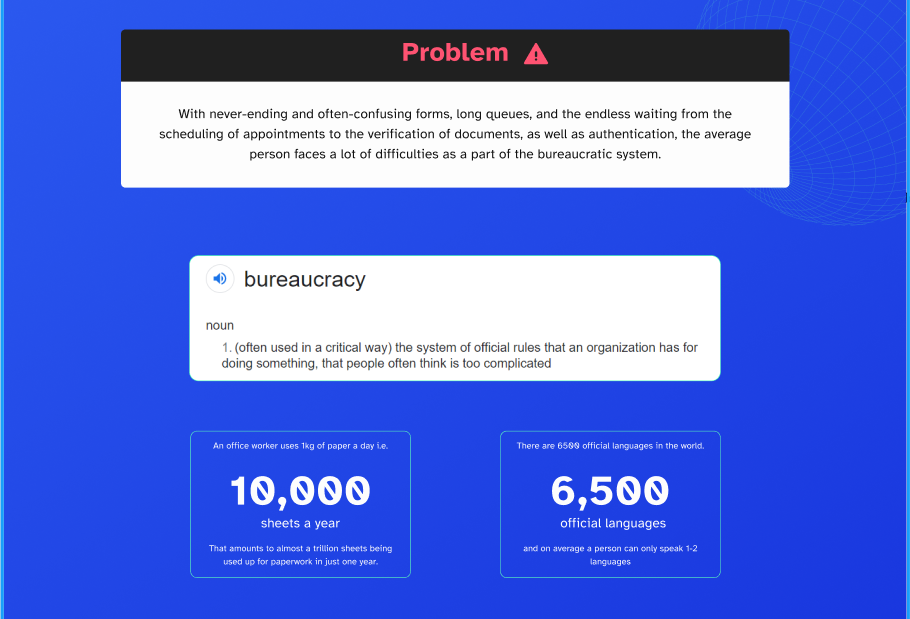 Problem
With never-ending and often-confusing forms, long queues, and the endless waiting from the
scheduling of appointments to the verification of documents, as well as authentication, the average
person faces a lot of difficulties as a part of the bureaucratic system.
bureaucracy
noun
1. (often used in a critical way) the system of official rules that an organization has for
doing something, that people often think is too complicated
An office worker uses 1kg of paper a day i.e.
10,000
sheets a year
That amounts to almost a trillion sheets being
used up for paperwork in just one year.
There are 6500 official languages in the world.
6,500
official languages
and on average a person can only speak 1-2
languages